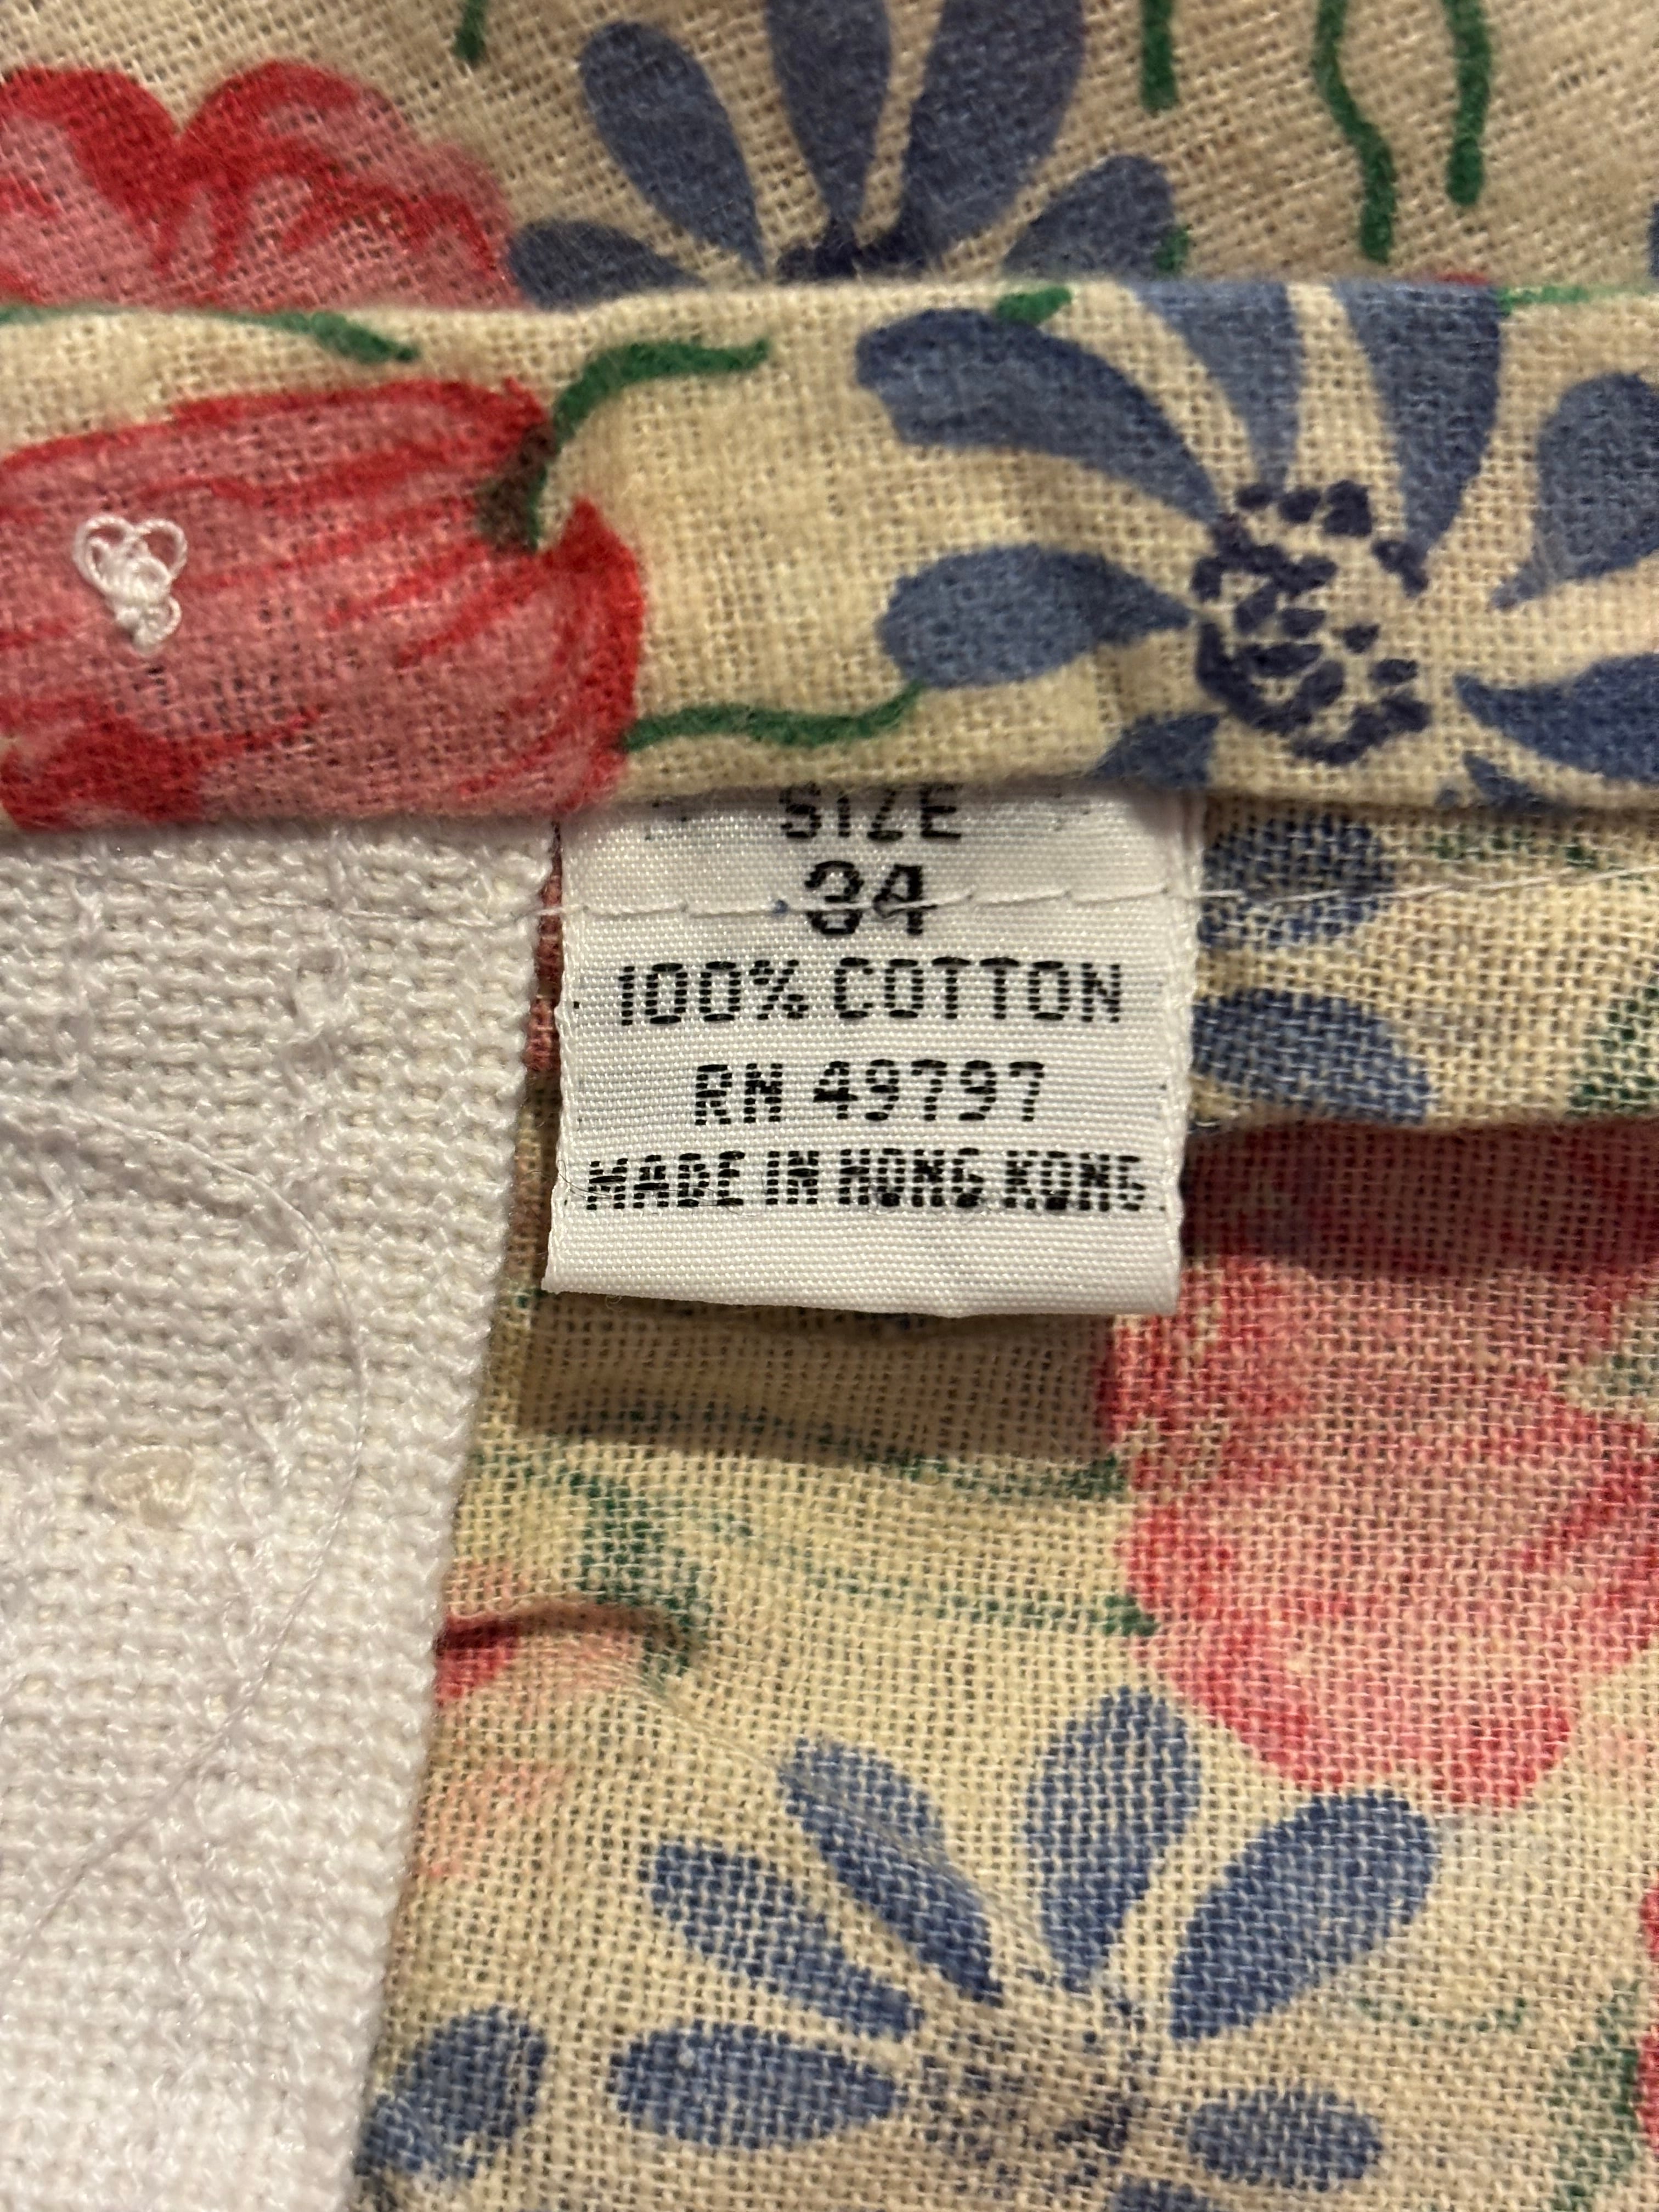 SIZE
34
100% COTTON
RN 49797
MADE IN HONG KONG